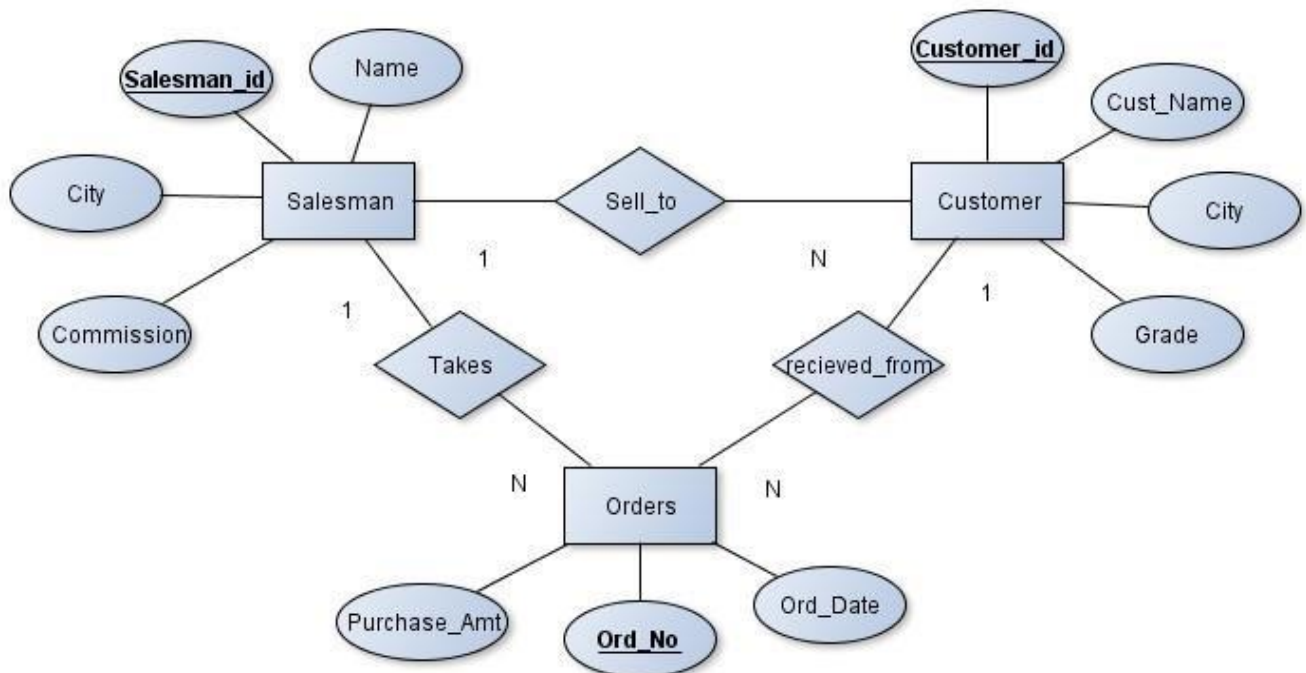 Salesman_id
Name
Customer_id
Cust_Name
City
Salesman
Sell_to
Customer
City
1
N
1
1
Commission
Takes
recieved_from
Grade
N
N
Orders
Purchase_Amt
Ord_No
Ord_Date